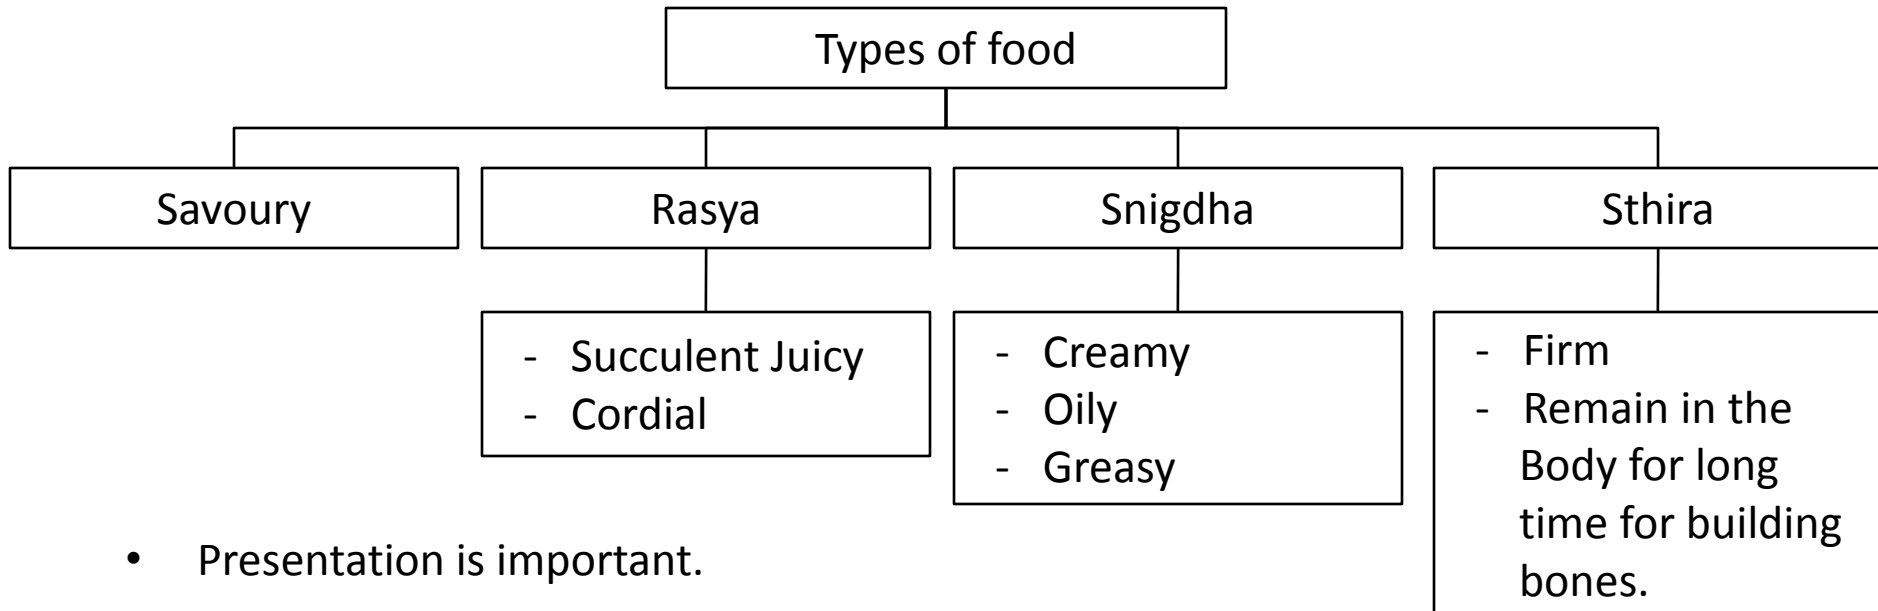 Types of food
Savoury
Rasya
Snigdha
Sthira
- Succulent Juicy
- Cordial
- Creamy
- Oily
- Greasy
- Firm
- Remain in the
Body for long
time for building
bones.
• Presentation is important.